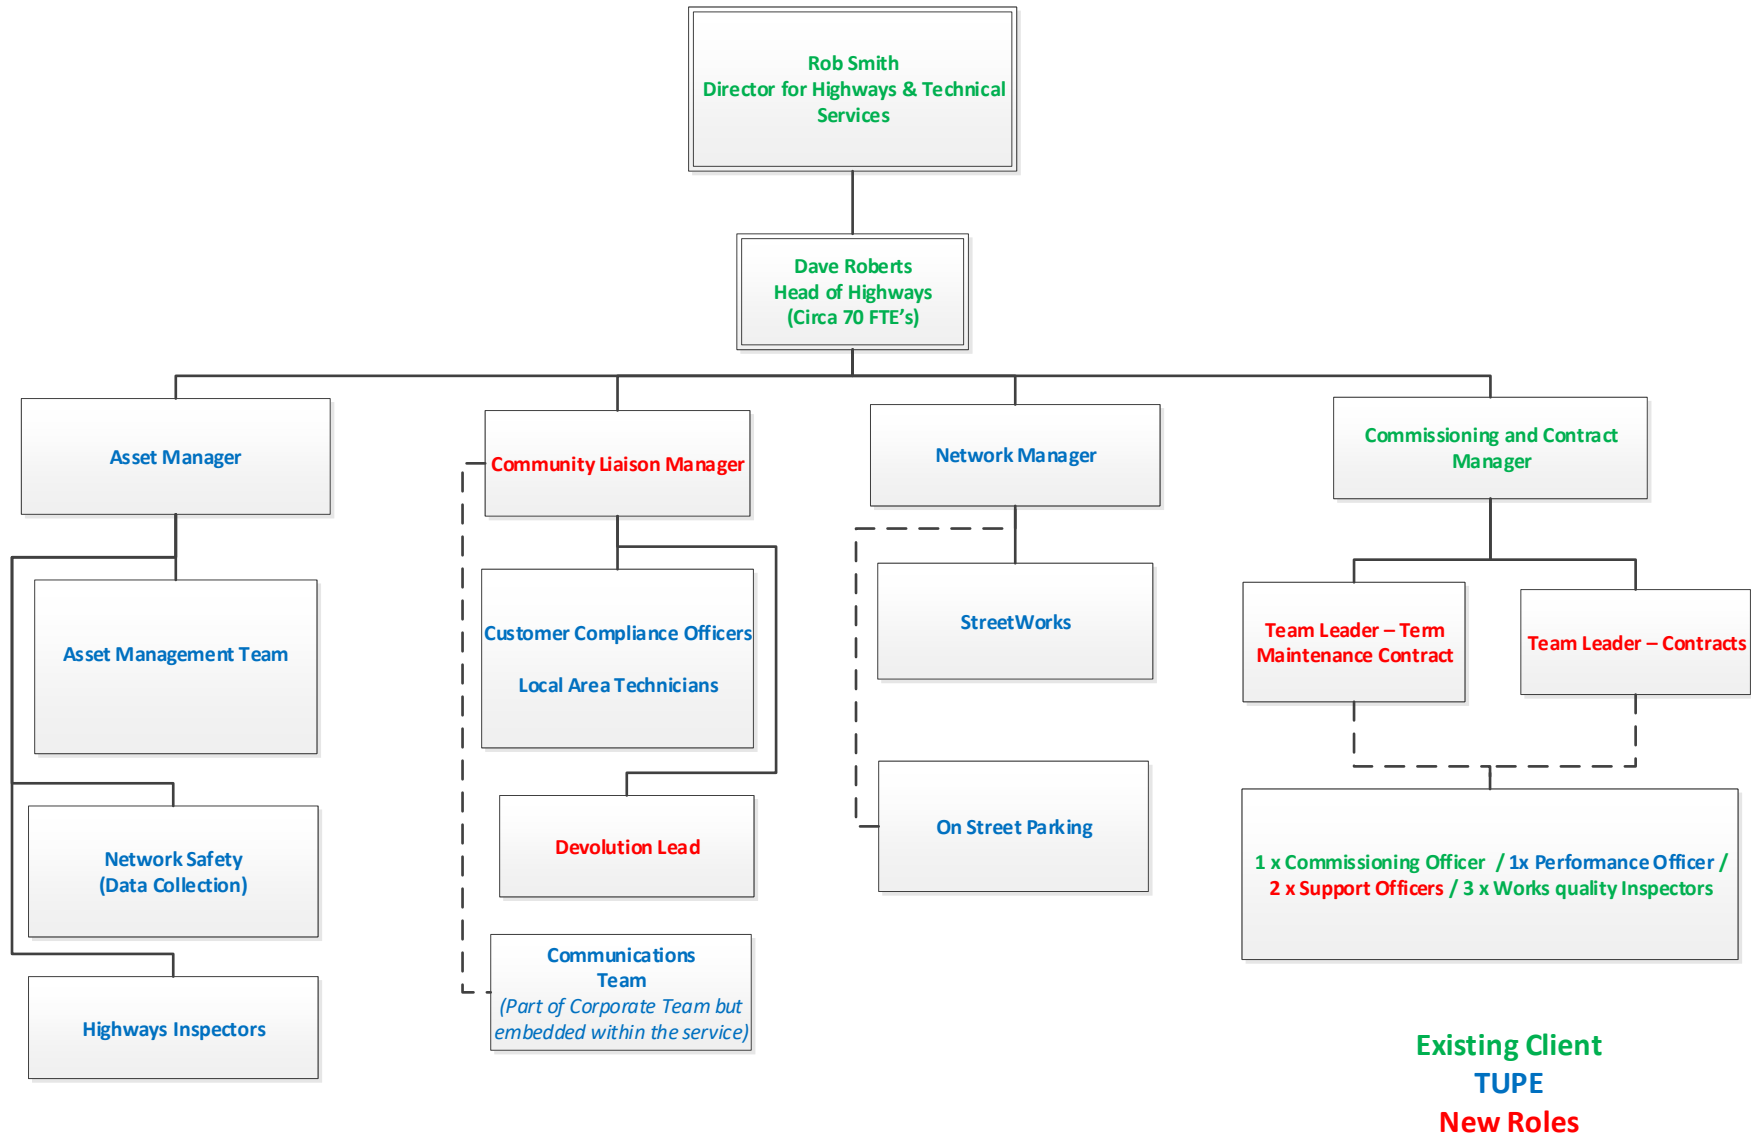 Rob Smith
Director for Highways & Technical
Services
Dave Roberts
Head of Highways
(Circa 70 FTE's)
Asset Manager
Community Liaison Manager
Network Manager
Commissioning and Contract
Manager
Asset Management Team
Customer Compliance Officers
Local Area Technicians
StreetWorks
Team Leader – Term
Maintenance Contract
Team Leader – Contracts
Network Safety
(Data Collection)
Devolution Lead
On Street Parking
1 x Commissioning Officer / 1x Performance Officer /
2 x Support Officers / 3 x Works quality Inspectors
Highways Inspectors
Communications
Team
(Part of Corporate Team but
embedded within the service)
Existing Client
TUPE
New Roles